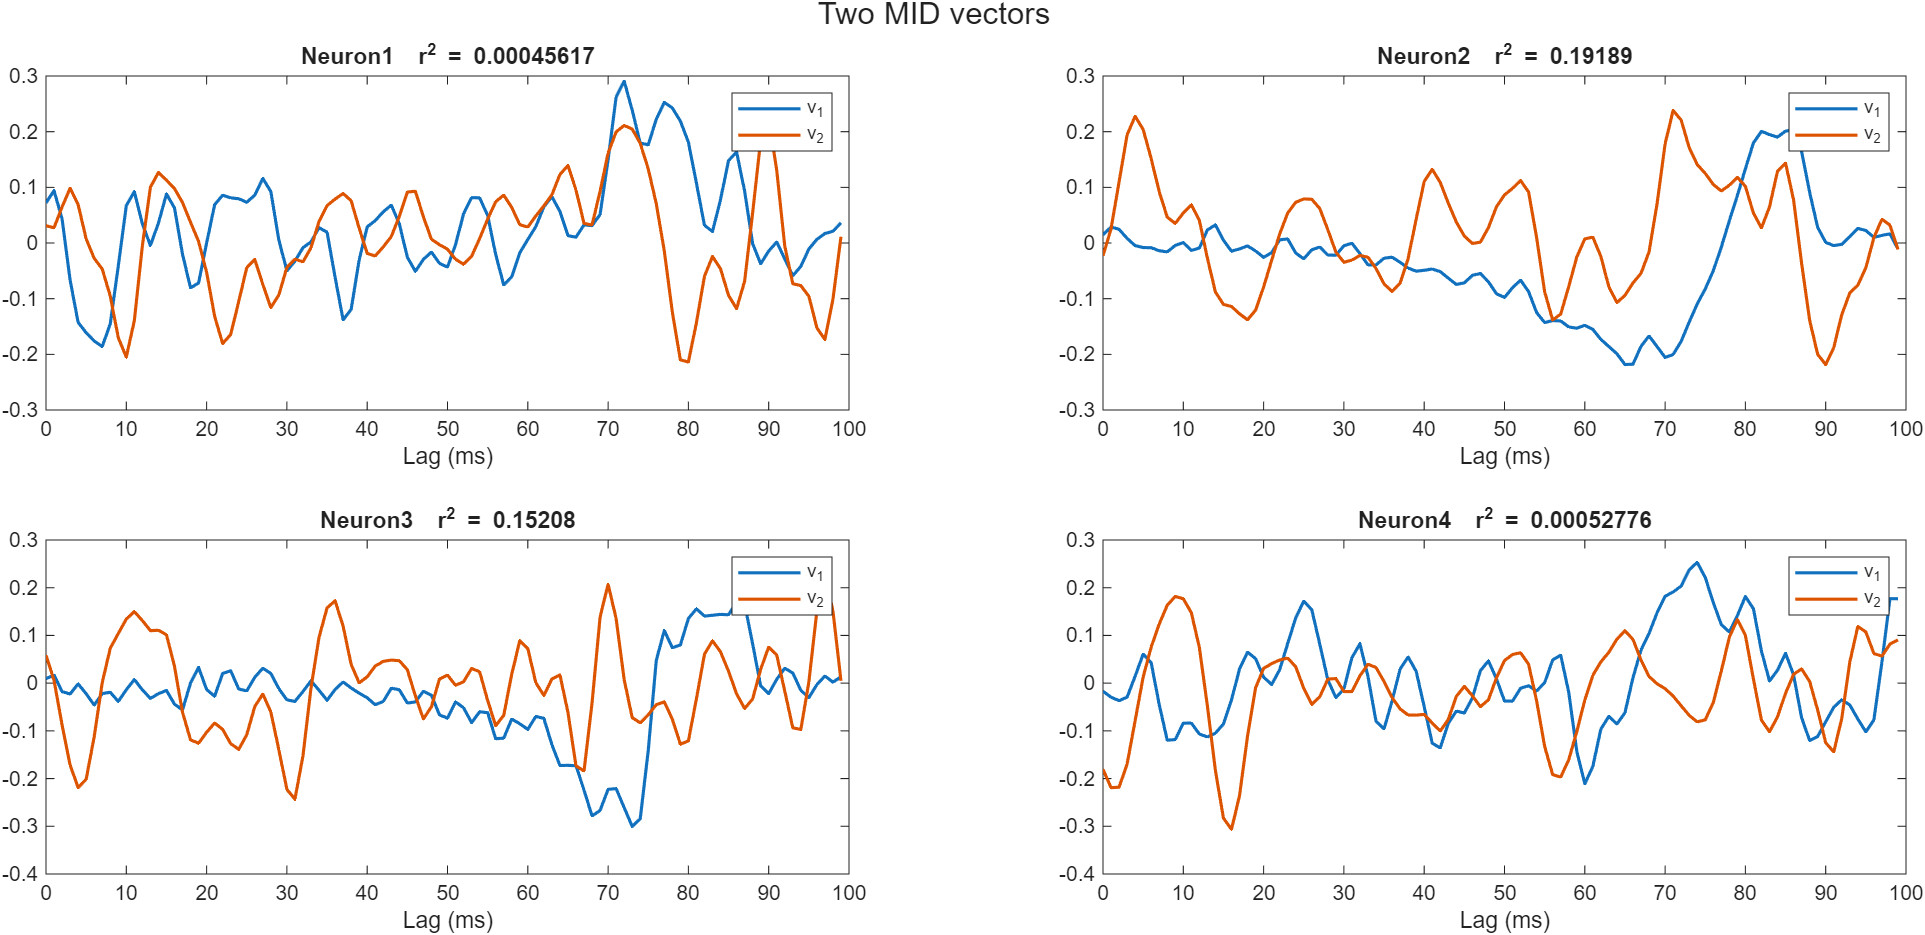 Two MID vectors
Neuron1 r² = 0.00045617
0.3
0.2
0.1
0
-0.1
-0.2
-0.3
0 10 20 30 40 50 60 70 80 90 100
Lag (ms)
v₁
v₂
Neuron2 r² = 0.19189
0.3
0.2
0.1
0
-0.1
-0.2
-0.3
0 10 20 30 40 50 60 70 80 90 100
Lag (ms)
v₁
v₂
Neuron3 r² = 0.15208
0.3
0.2
0.1
0
-0.1
-0.2
-0.3
-0.4
0 10 20 30 40 50 60 70 80 90 100
Lag (ms)
v₁
v₂
Neuron4 r² = 0.00052776
0.3
0.2
0.1
0
-0.1
-0.2
-0.3
-0.4
0 10 20 30 40 50 60 70 80 90 100
Lag (ms)
v₁
v₂